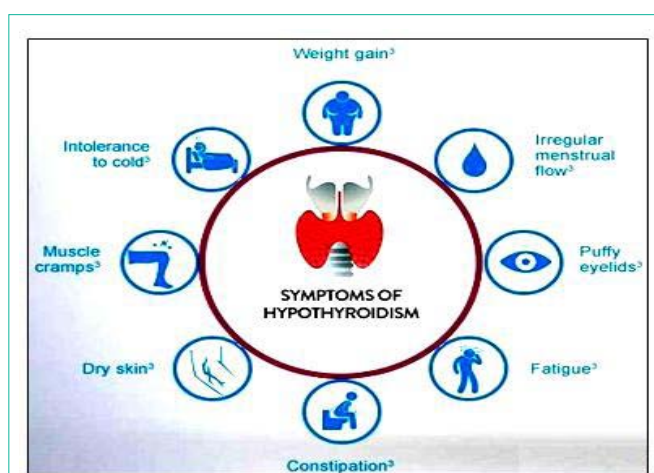 Weight gain³
Irregular
menstrual
flow³
Puffy
eyelids³
Fatigue³
Constipation³
Dry skin³
Muscle
cramps³
Intolerance
to cold³
SYMPTOMS OF
HYPOTHYROIDISM